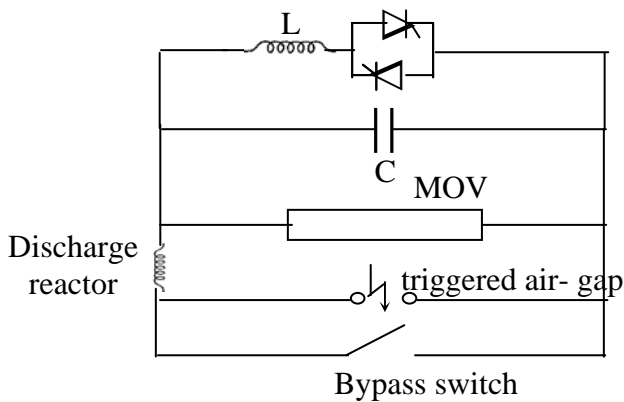 L
C
MOV
Discharge
reactor
triggered air- gap
Bypass switch